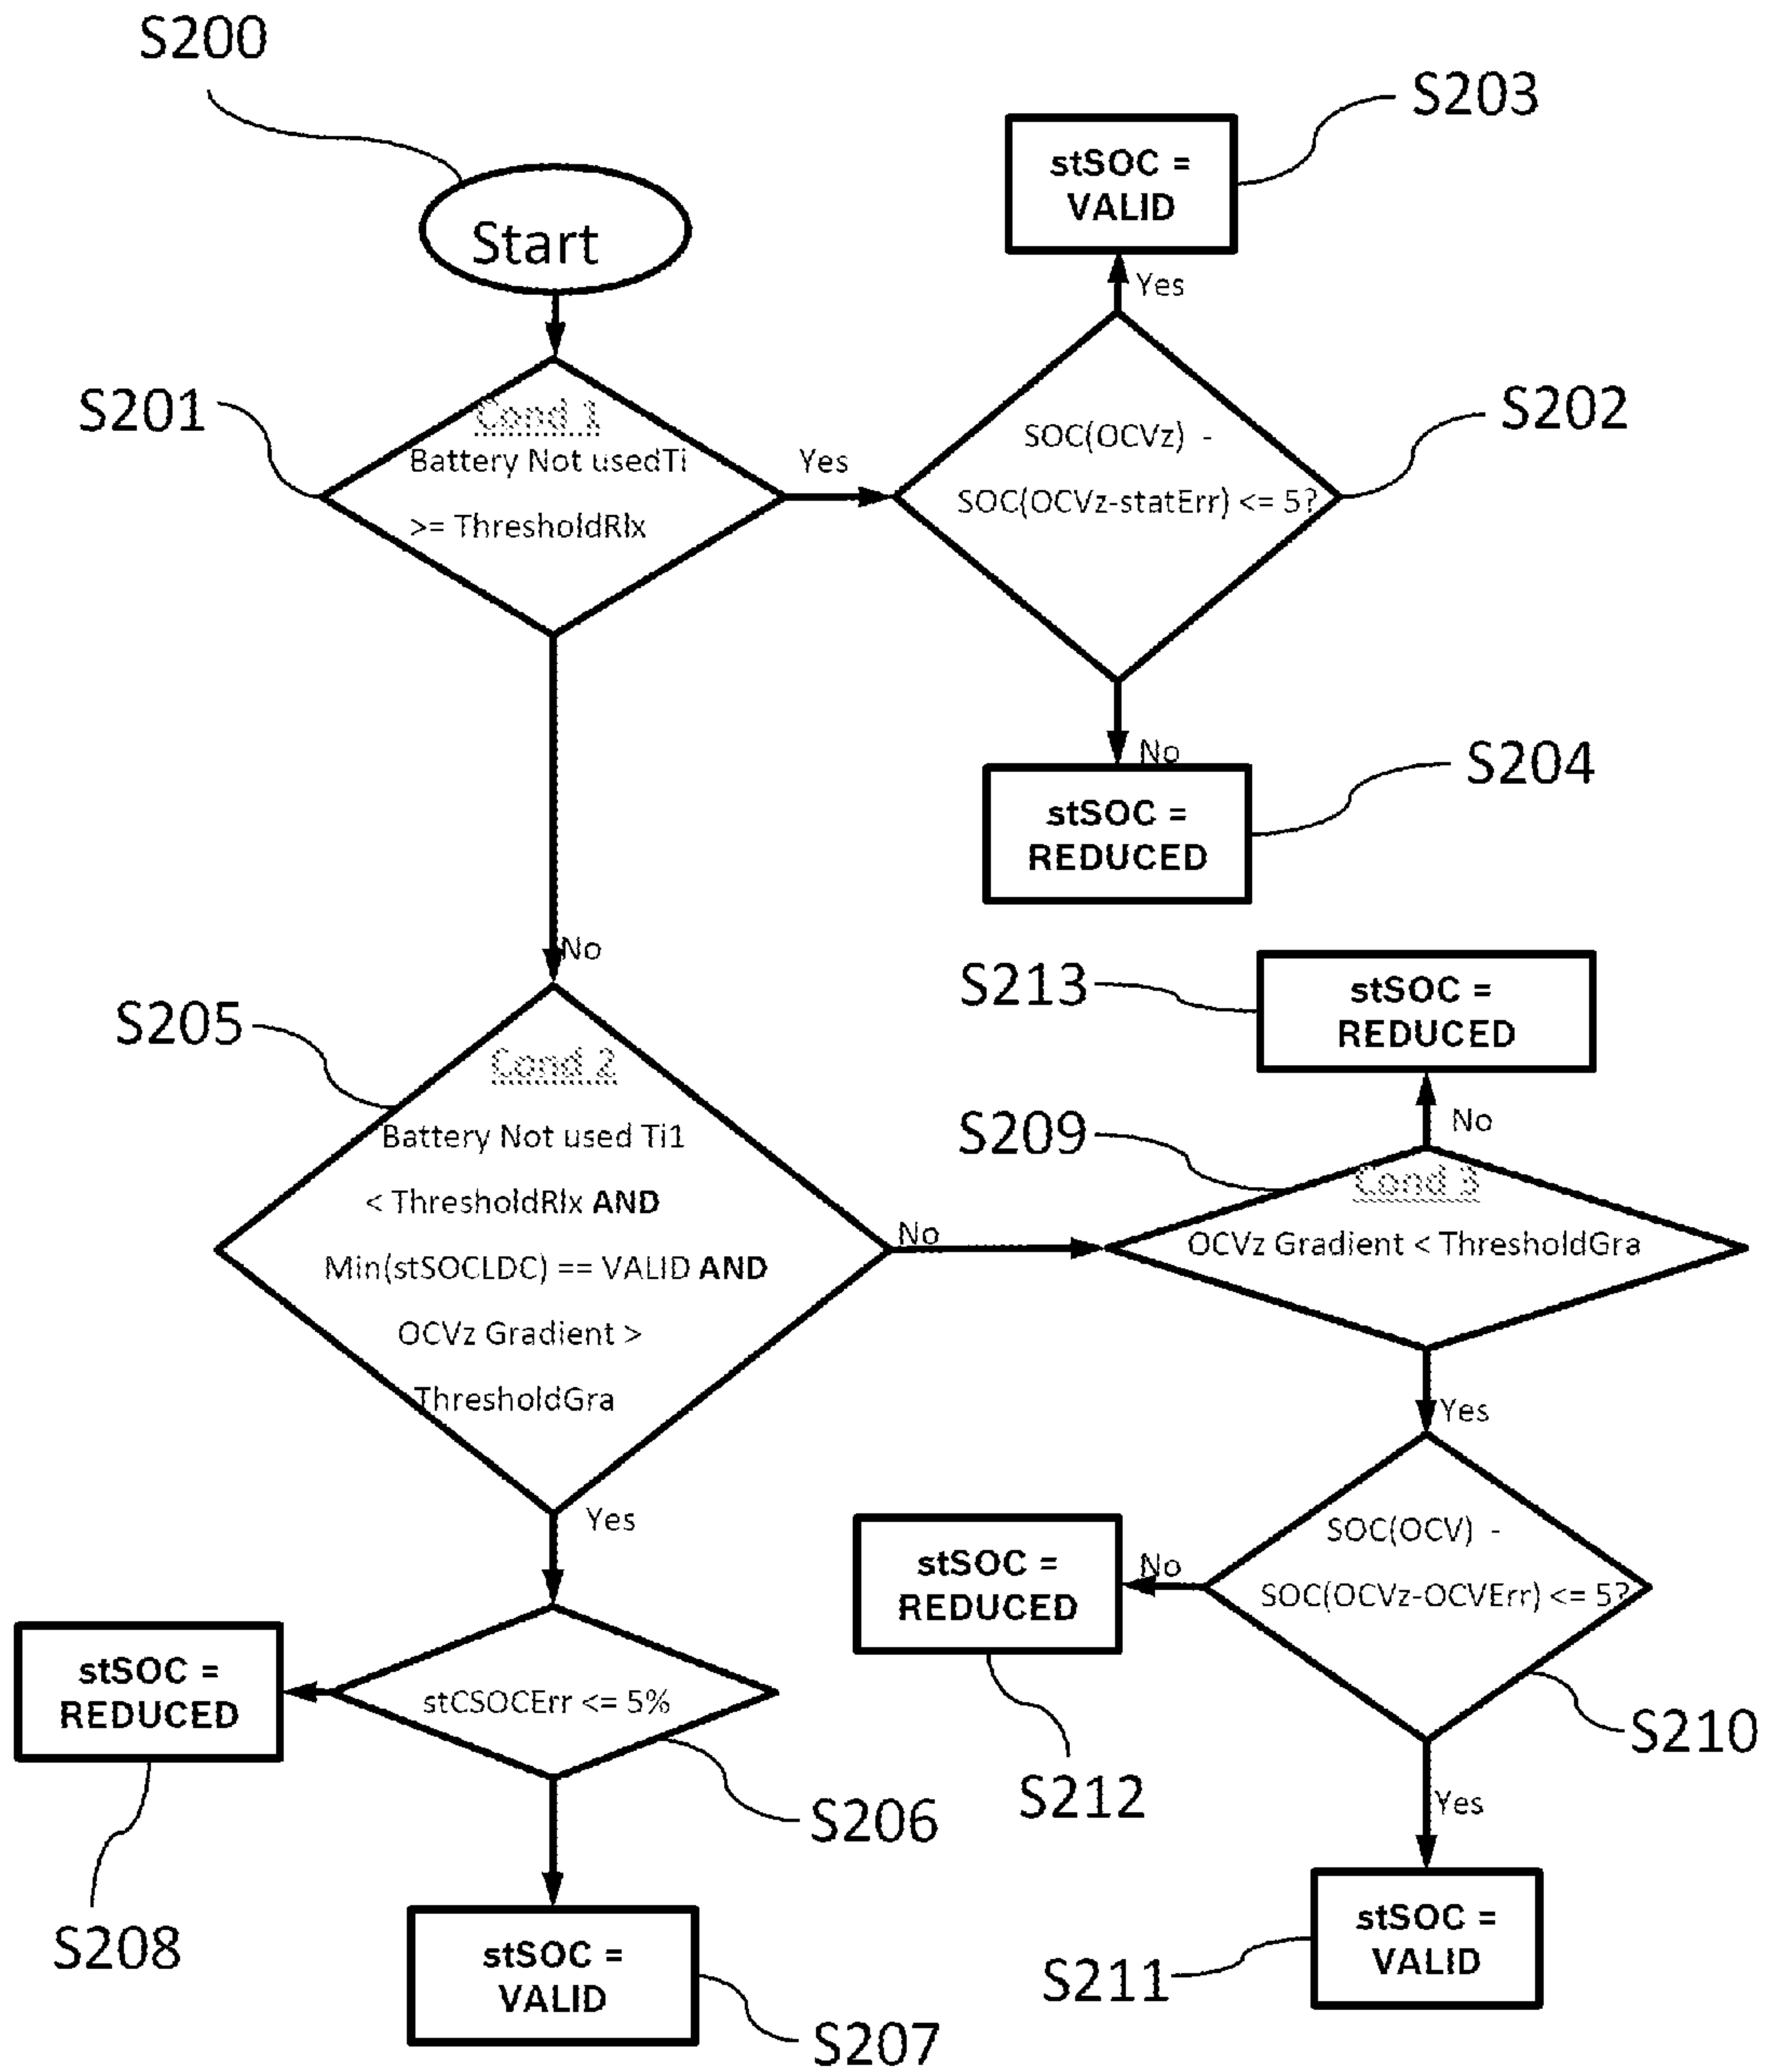 S200
Start
S201
Cond 1
Battery Not usedTi
>= ThresholdRlx
Yes
S203
stSOC =
VALID
Yes
S202
SOC(OCVz) -
SOC(OCVz-statErr) <= 5?
No
S204
stSOC =
REDUCED
No
S205
Cond 2
Battery Not used Ti1
< ThresholdRlx AND
Min(stSOCLDC) == VALID AND
OCVz Gradient >
ThresholdGra
No
S213
stSOC =
REDUCED
No
S209
Cond 3
OCVz Gradient < ThresholdGra
Yes
SOC(OCV) -
SOC(OCVz-OCVErr) <= 5?
S210
No
stSOC =
REDUCED
S212
Yes
stSOC =
VALID
S211
Yes
stCSOCErr <= 5%
S206
stSOC =
REDUCED
S208
stSOC =
VALID
S207